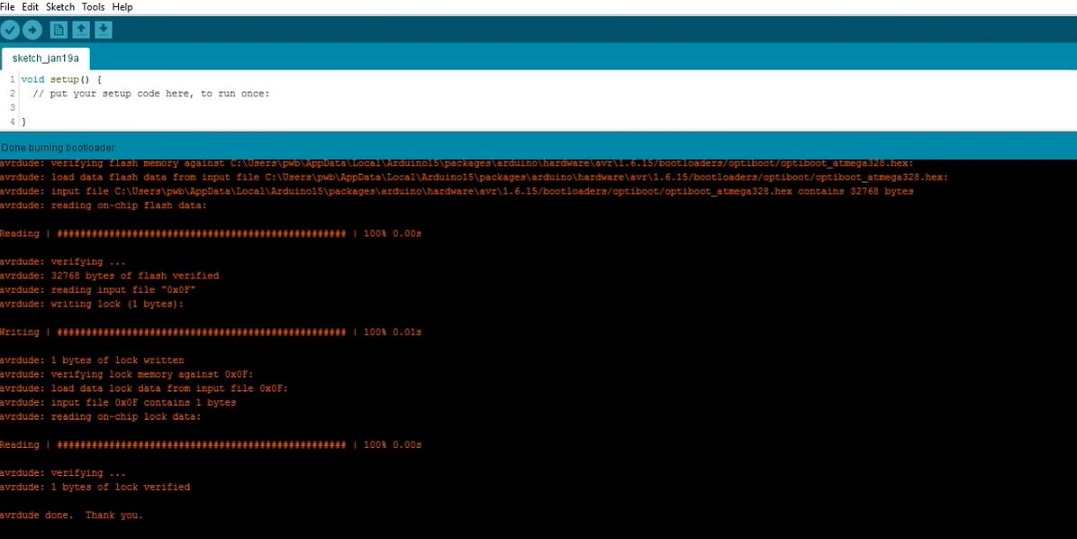 File Edit Sketch Tools Help
sketch_jan19a
1 void setup() {
2 // put your setup code here, to run once:
3
4 }
Done burning bootloader
avrdude: verifying flash memory against C:\Users\pwb\AppData\Local\Arduino15\packages\arduino\hardware\avr\1.6.15/bootloaders/optiboot/optiboot_atmega328.hex:
avrdude: load data flash data from input file C:\Users\pwb\AppData\Local\Arduino15\packages\arduino\hardware\avr\1.6.15/bootloaders/optiboot/optiboot_atmega328.hex:
avrdude: input file C:\Users\pwb\AppData\Local\Arduino15\packages\arduino\hardware\avr\1.6.15/bootloaders/optiboot/optiboot_atmega328.hex contains 32768 bytes
avrdude: reading on-chip flash data:
Reading | ################################################## | 100% 0.00s
avrdude: verifying ...
avrdude: 32768 bytes of flash verified
avrdude: reading input file "0x0F"
avrdude: writing lock (1 bytes):
Writing | ################################################## | 100% 0.01s
avrdude: 1 bytes of lock written
avrdude: verifying lock memory against 0x0F:
avrdude: load data lock data from input file 0x0F:
avrdude: input file 0x0F contains 1 bytes
avrdude: reading on-chip lock data:
Reading | ################################################## | 100% 0.00s
avrdude: verifying ...
avrdude: 1 bytes of lock verified
avrdude done. Thank you.